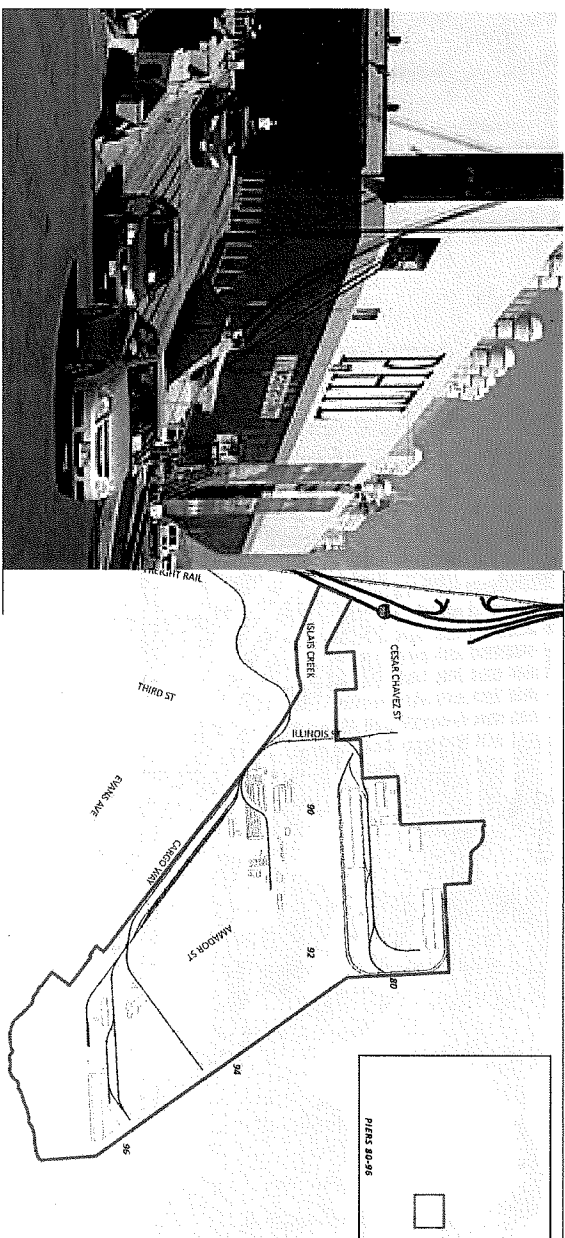 FREIGHT RAIL
ISLAIS CREEK
CESAR CHAVEZ ST
THIRD ST
ILLINOIS ST
EVANS AVE
90
CARGO WAY
AMADOR ST
92
80
94
96
PIERS 80-96